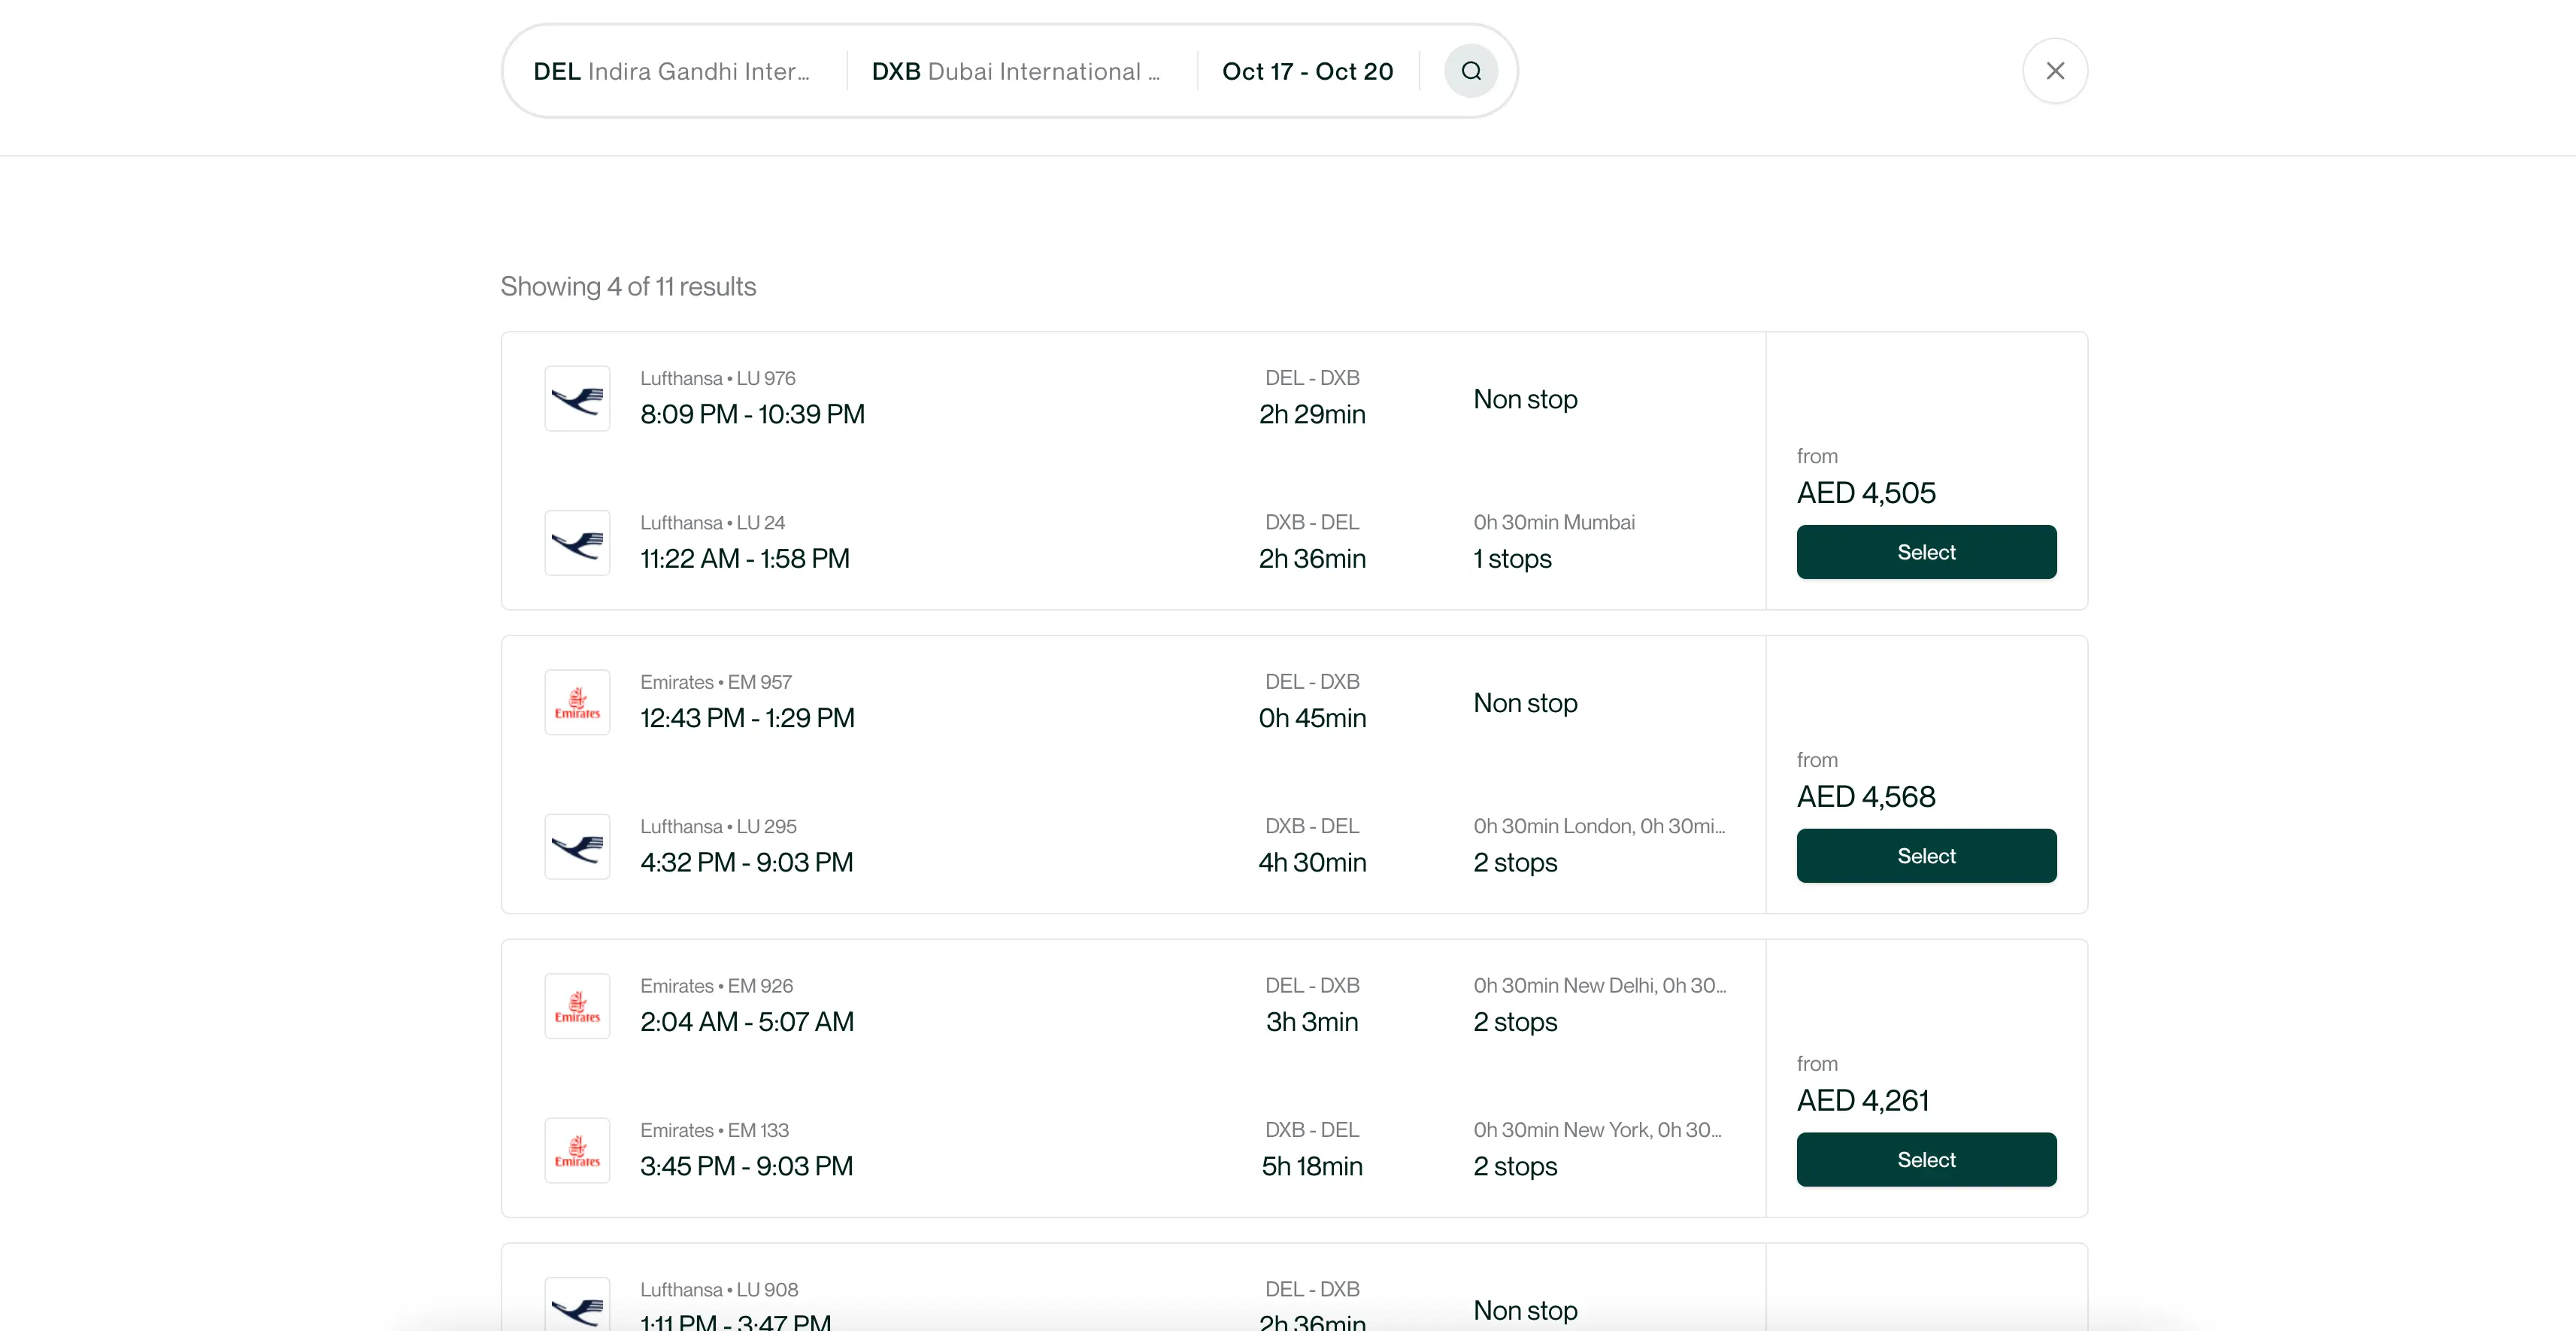 DEL Indira Gandhi Inter... DXB Dubai International ... Oct 17 - Oct 20
Showing 4 of 11 results
Lufthansa • LU 976 DEL - DXB
8:09 PM - 10:39 PM 2h 29min Non stop
Lufthansa • LU 24 DXB - DEL 0h 30min Mumbai
11:22 AM - 1:58 PM 2h 36min 1 stops
from
AED 4,505
Select
Emirates • EM 957 DEL - DXB
Emirates
12:43 PM - 1:29 PM 0h 45min Non stop
Lufthansa • LU 295 DXB - DEL 0h 30min London, 0h 30mi...
4:32 PM - 9:03 PM 4h 30min 2 stops
from
AED 4,568
Select
Emirates • EM 926 DEL - DXB 0h 30min New Delhi, 0h 30...
Emirates
2:04 AM - 5:07 AM 3h 3min 2 stops
Emirates • EM 133 DXB - DEL 0h 30min New York, 0h 30...
Emirates
3:45 PM - 9:03 PM 5h 18min 2 stops
from
AED 4,261
Select
Lufthansa • LU 908 DEL - DXB
1:11 PM - 3:47 PM 2h 36min Non stop